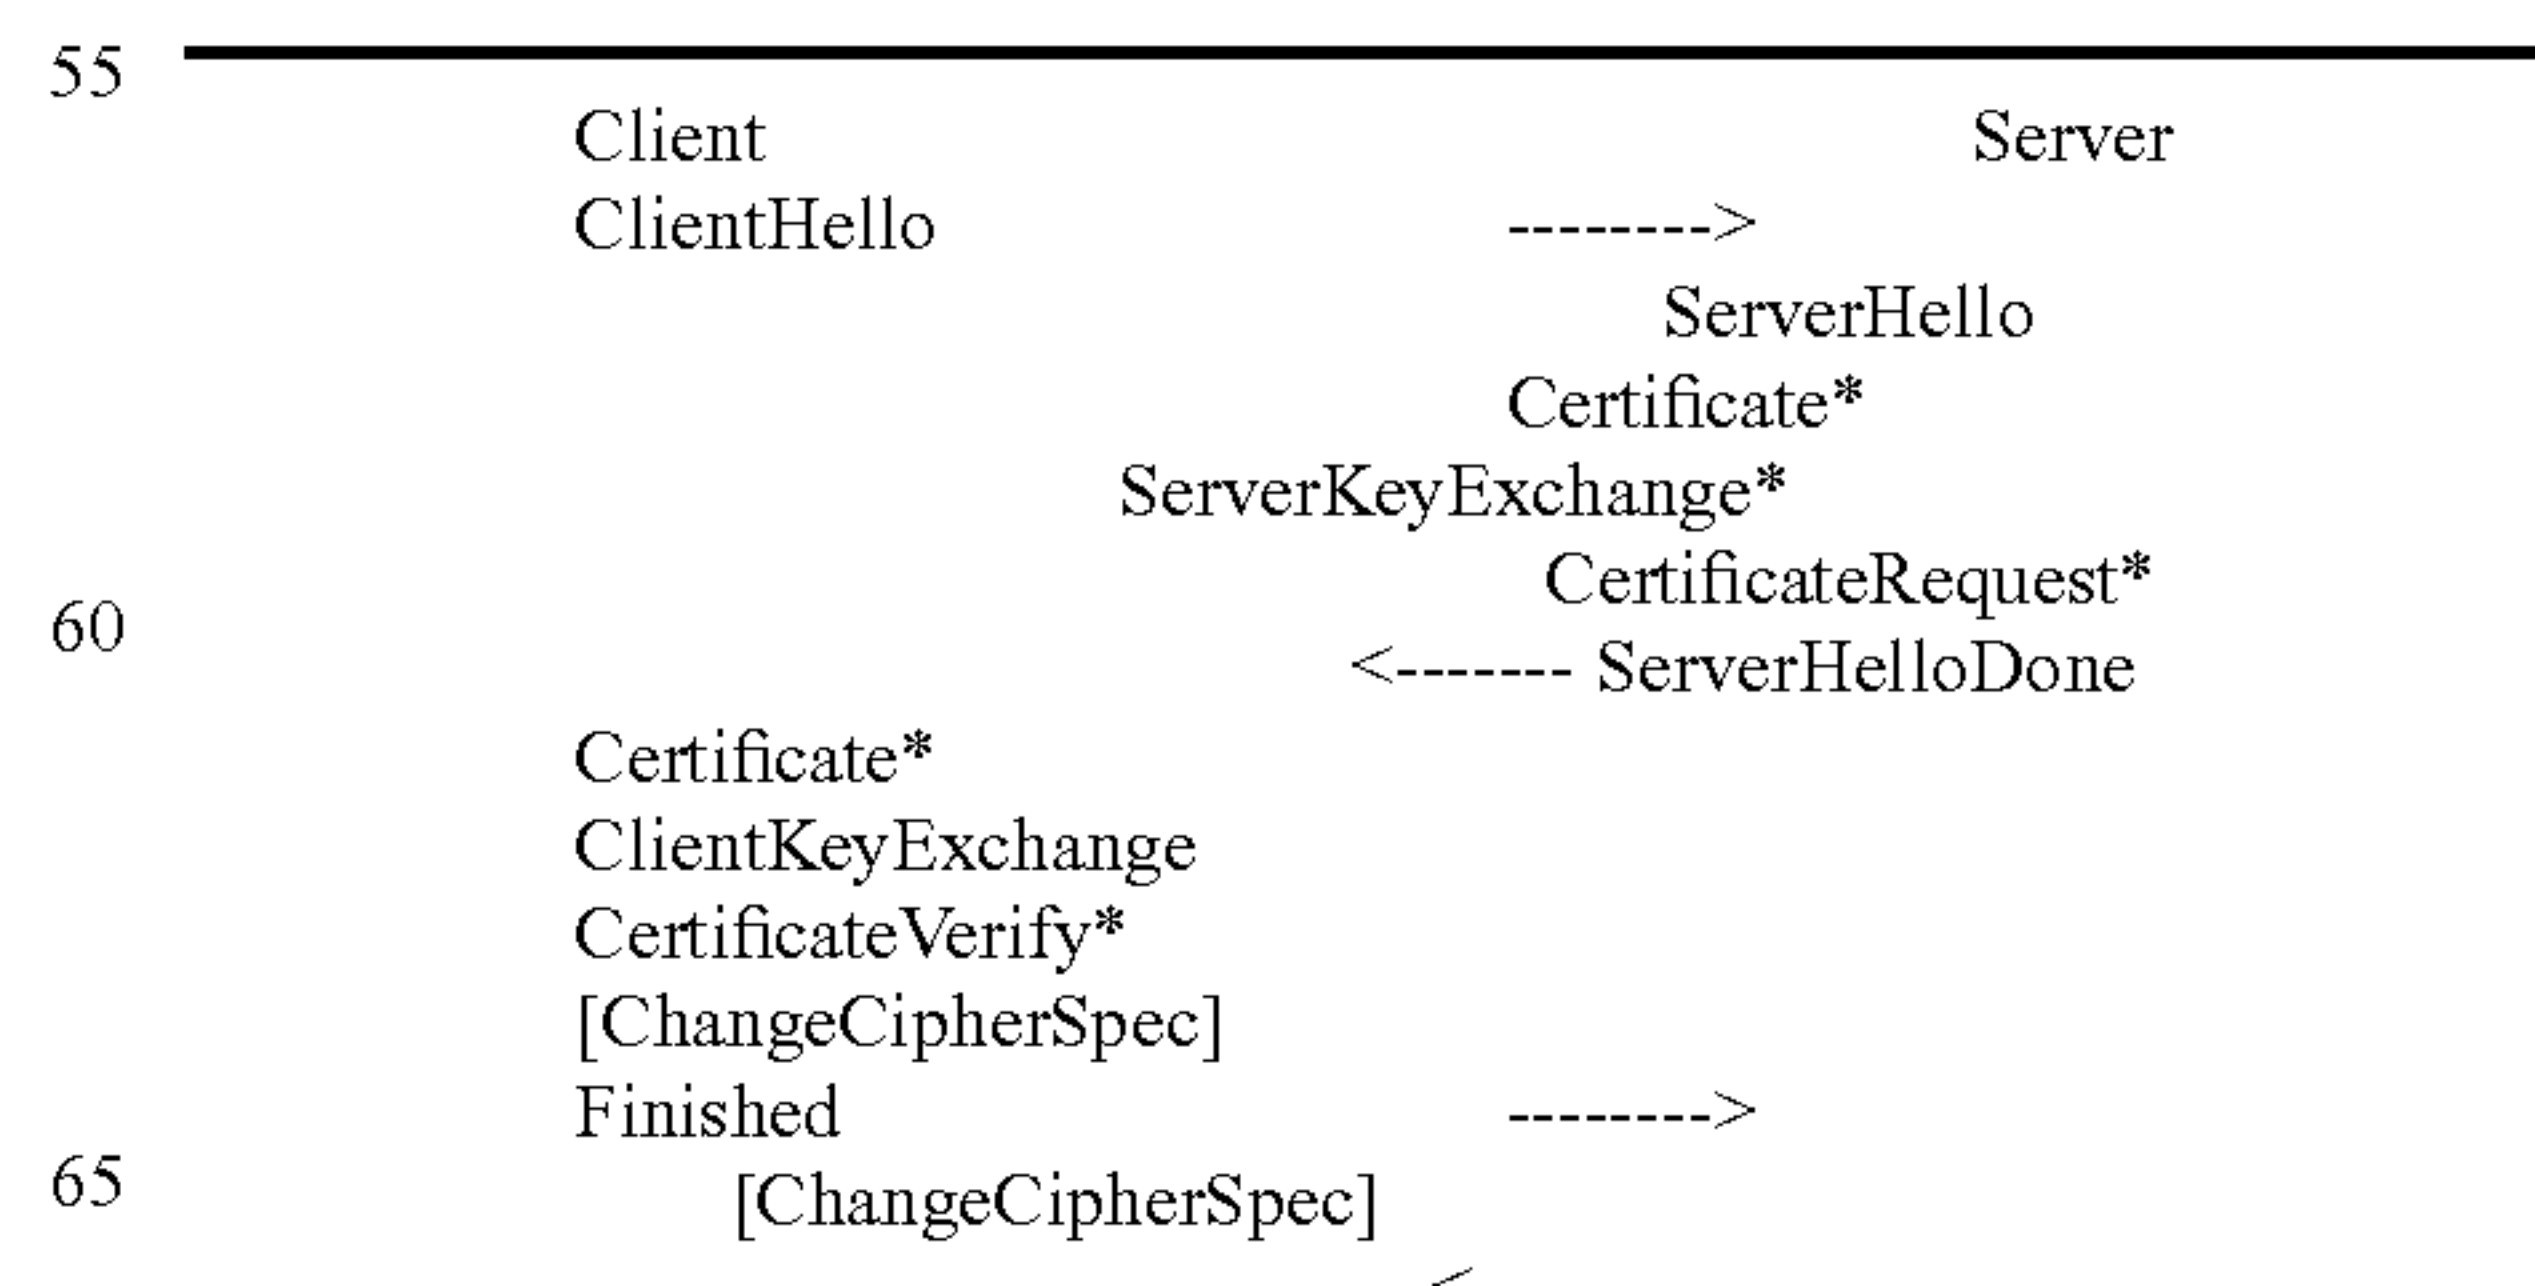 55
Client Server
ClientHello -------->
ServerHello
Certificate*
ServerKeyExchange*
CertificateRequest*
60
<------- ServerHelloDone
Certificate*
ClientKeyExchange
CertificateVerify*
[ChangeCipherSpec]
Finished -------->
65
[ChangeCipherSpec]